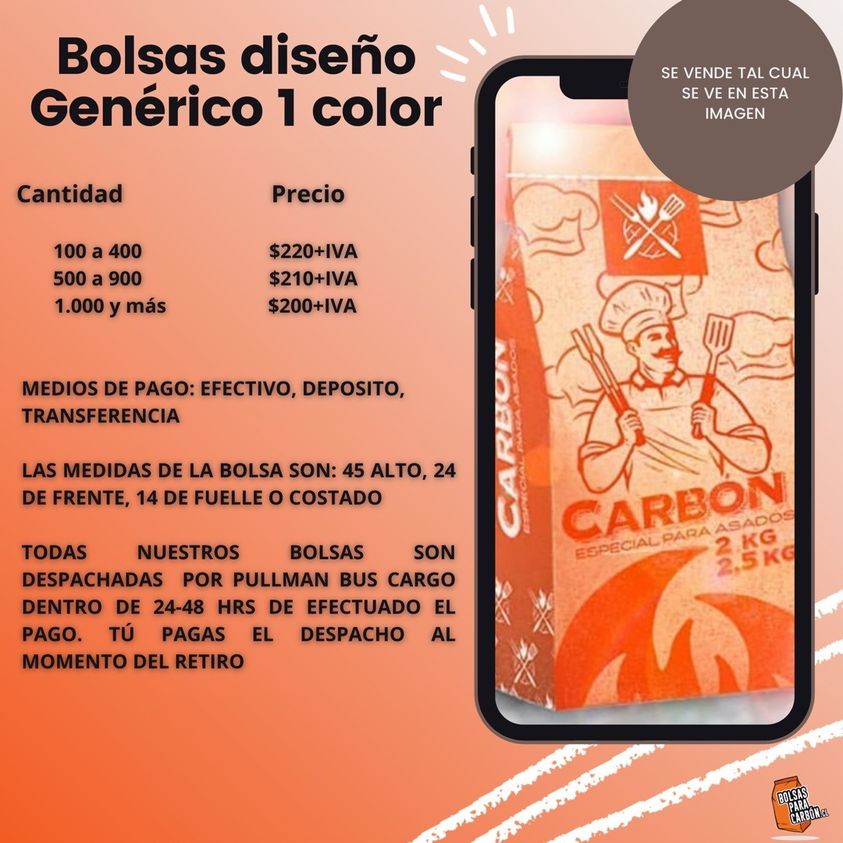 Bolsas diseño
Genérico 1 color
SE VENDE TAL CUAL
SE VE EN ESTA
IMAGEN
Cantidad Precio
100 a 400 $220+IVA
500 a 900 $210+IVA
1.000 y más $200+IVA
MEDIOS DE PAGO: EFECTIVO, DEPOSITO,
TRANSFERENCIA
LAS MEDIDAS DE LA BOLSA SON: 45 ALTO, 24
DE FRENTE, 14 DE FUELLE O COSTADO
TODAS NUESTROS BOLSAS SON
DESPACHADAS POR PULLMAN BUS CARGO
DENTRO DE 24-48 HRS DE EFECTUADO EL
PAGO. TÚ PAGAS EL DESPACHO AL
MOMENTO DEL RETIRO
CARBON
ESPECIAL PARA ASADOS
CARBON
ESPECIAL PARA ASADOS
2 KG
2,5 KG
BOLSAS
PARA
CARBON.CL